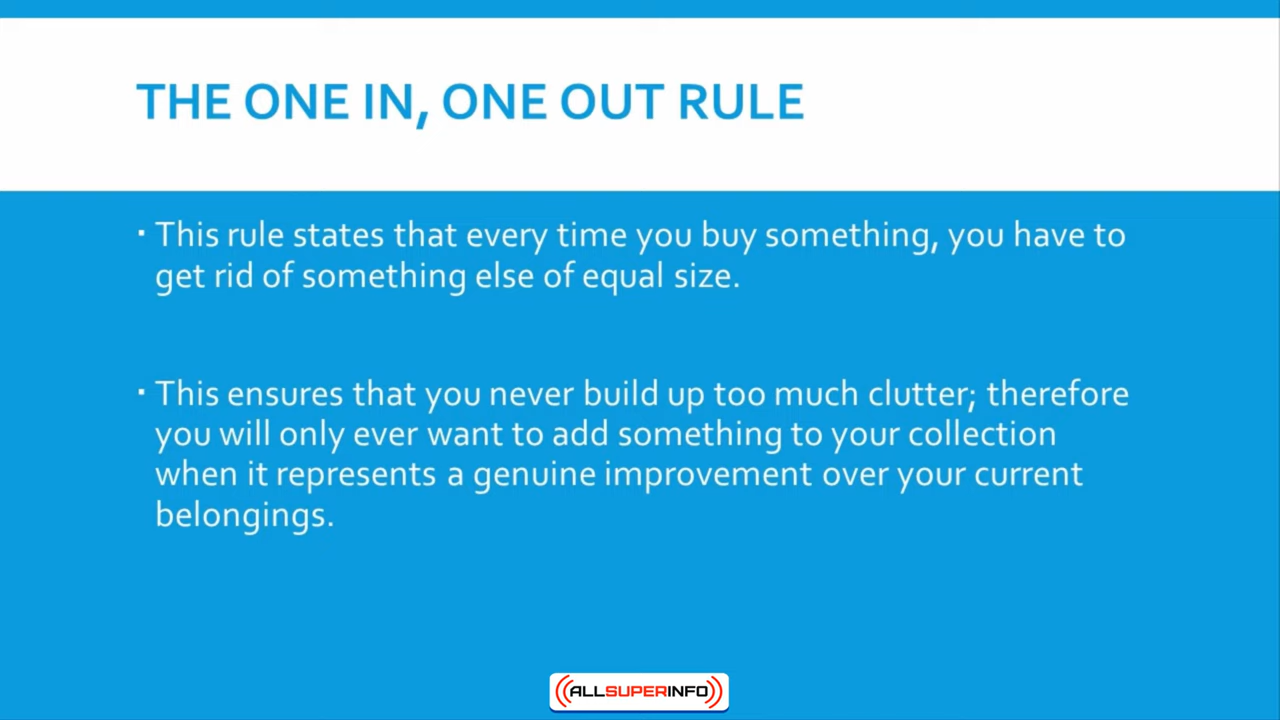 THE ONE IN, ONE OUT RULE
▪ This rule states that every time you buy something, you have to
get rid of something else of equal size.
▪ This ensures that you never build up too much clutter; therefore
you will only ever want to add something to your collection
when it represents a genuine improvement over your current
belongings.
ALLSUPERINFO